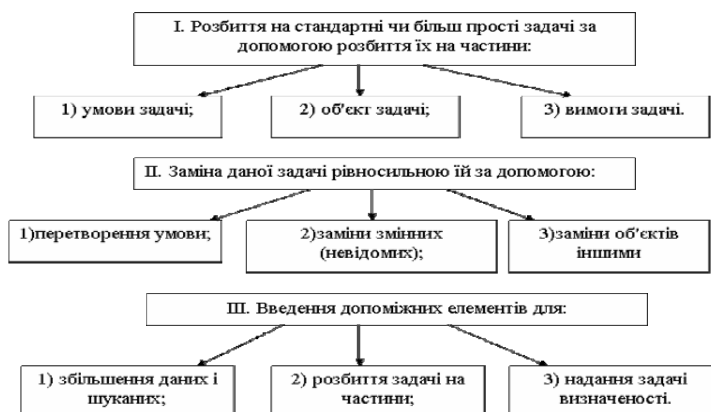 І. Розбиття на стандартні чи більш прості задачі за
допомогою розбиття їх на частини:
1) умови задачі;
2) об'єкт задачі;
3) вимоги задачі.
ІІ. Заміна даної задачі рівносильною їй за допомогою:
1)перетворення умови;
2)заміни змінних
(невідомих);
3)заміни об'єктів
іншими
ІІІ. Введення допоміжних елементів для:
1) збільшення даних і
шуканих;
2) розбиття задачі на
частини;
3) надання задачі
визначеності.